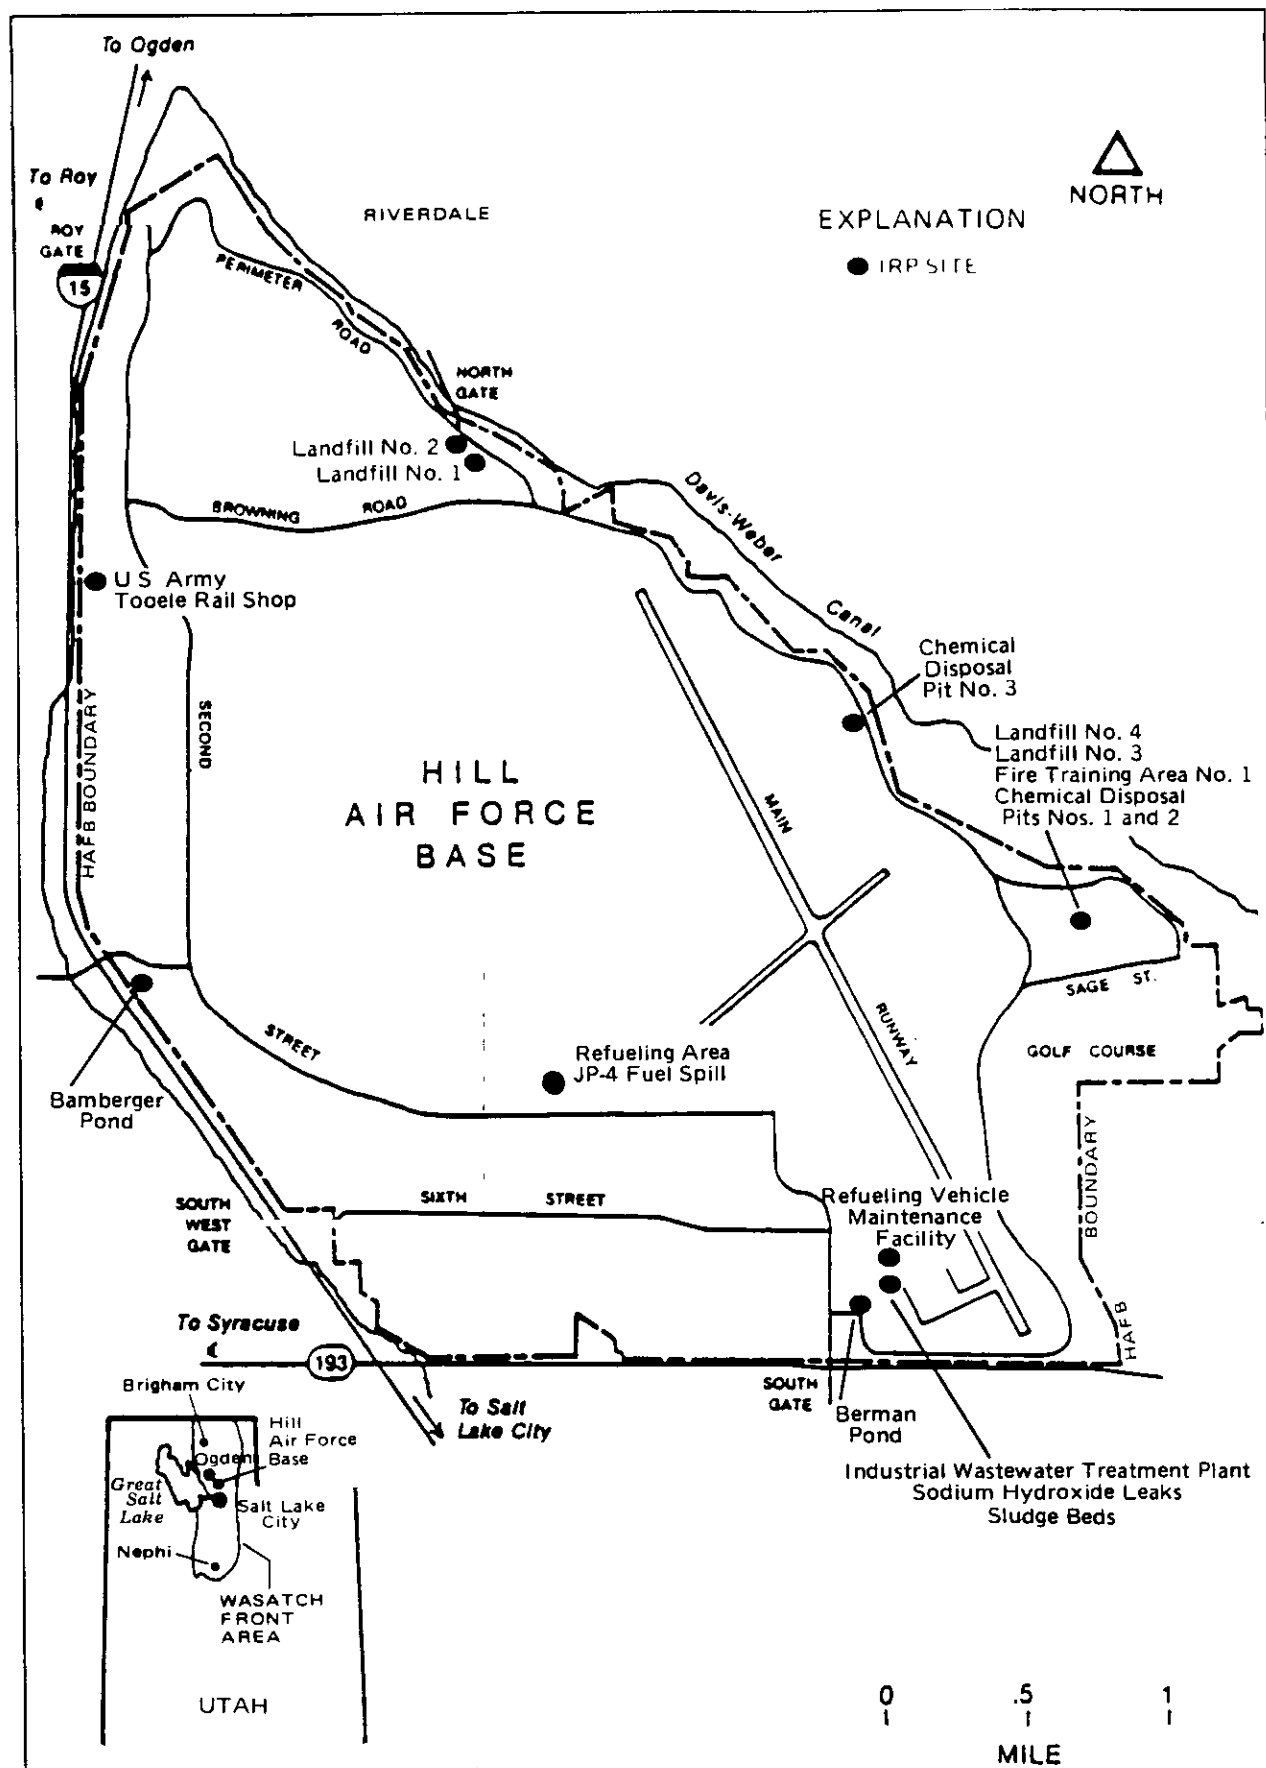 To Ogden
To Roy
ROY
GATE
15
RIVERDALE
NORTH
EXPLANATION
IRP SITE
PERIMETER
ROAD
NORTH
GATE
Landfill No. 2
Landfill No. 1
BROWNING ROAD
Davis-Weber
Canal
U S Army
Tooele Rail Shop
HAFB BOUNDARY
SECOND
HILL
AIR FORCE
BASE
MAIN
Chemical
Disposal
Pit No. 3
Landfill No. 4
Landfill No. 3
Fire Training Area No. 1
Chemical Disposal
Pits Nos. 1 and 2
SAGE ST.
RUNWAY
GOLF COURSE
STREET
Refueling Area
JP-4 Fuel Spill
Bamberger
Pond
BOUNDARY
HAFB
SOUTH
WEST
GATE
SIXTH STREET
Refueling Vehicle
Maintenance
Facility
To Syracuse
193
To Salt
Lake City
SOUTH
GATE
Berman
Pond
Industrial Wastewater Treatment Plant
Sodium Hydroxide Leaks
Sludge Beds
Brigham City
Hill
Air Force
Base
Ogden
Great
Salt
Lake
Salt Lake
City
Nephi
WASATCH
FRONT
AREA
UTAH
0 .5 1
MILE